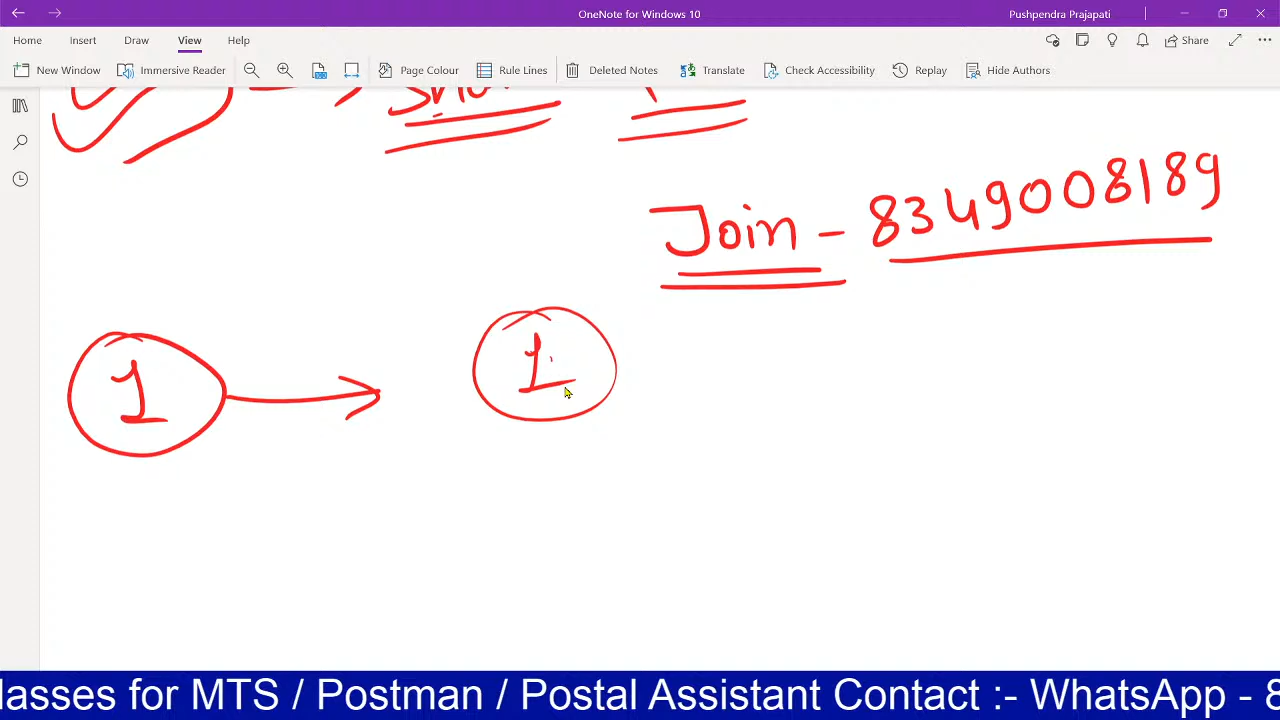 OneNote for Windows 10
Pushpendra Prajapati
Home Insert Draw View Help
Share
New Window Immersive Reader Page Colour Rule Lines Deleted Notes Translate Check Accessibility Replay Hide Authors
Join - 8349008189
1
1
lasses for MTS / Postman / Postal Assistant Contact :- WhatsApp - 8